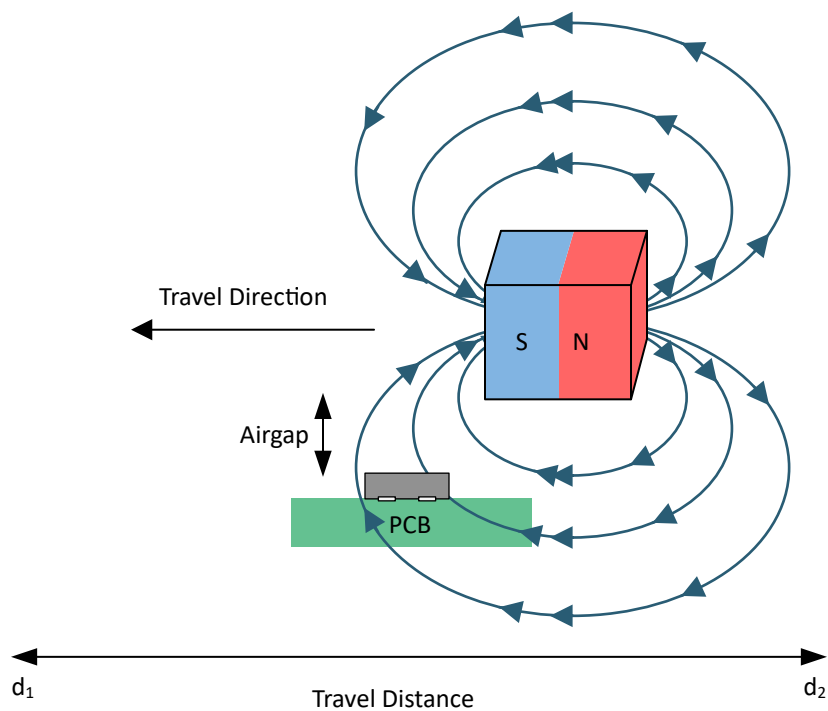 Travel Direction
S N
Airgap
PCB
d₁ d₂
Travel Distance